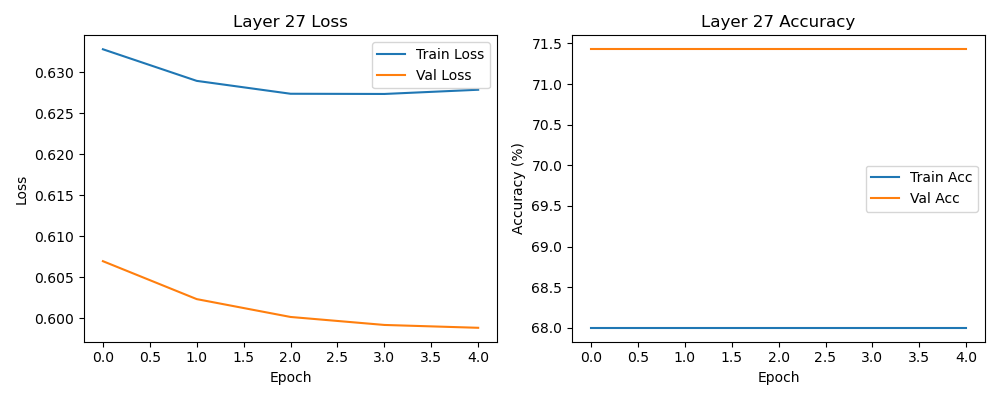 Layer 27 Loss
Train Loss
Val Loss
0.630
0.625
0.620
0.615
0.610
0.605
0.600
Loss
0.0 0.5 1.0 1.5 2.0 2.5 3.0 3.5 4.0
Epoch
Layer 27 Accuracy
71.5
71.0
70.5
70.0
69.5
69.0
68.5
68.0
Accuracy (%)
Train Acc
Val Acc
0.0 0.5 1.0 1.5 2.0 2.5 3.0 3.5 4.0
Epoch